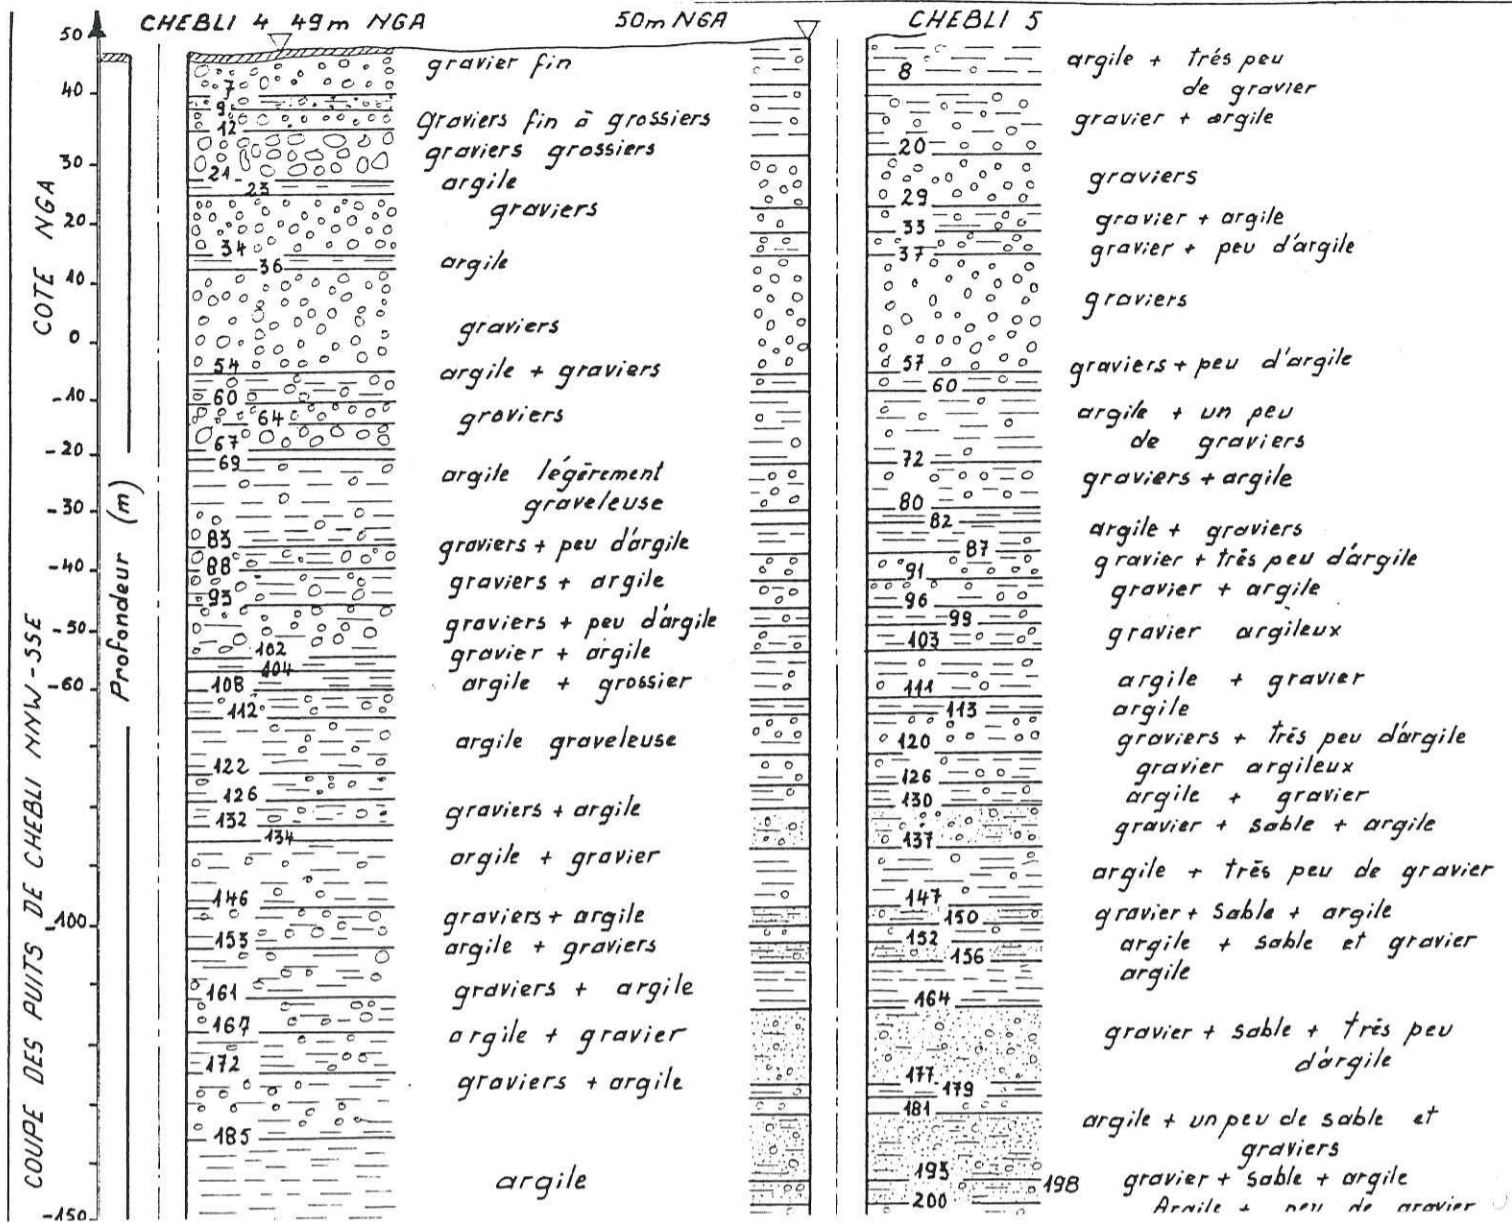 CHEBLI 4 49m NGA
50m NGA
CHEBLI 5
COUPE DES PUITS DE CHEBLI NNW-SSE
COTE NGA
Profondeur (m)
50
40
30
20
10
0
-10
-20
-30
-40
-50
-60
-100
-150
7
9
12
21
23
34
36
54
60
64
67
69
83
88
93
102
104
108
112
122
126
132
134
146
153
161
167
172
185
gravier fin
graviers fin à grossiers
graviers grossiers
argile
graviers
argile
graviers
argile + graviers
graviers
argile légèrement
graveleuse
graviers + peu d'argile
graviers + argile
graviers + peu d'argile
gravier + argile
argile + grossier
argile graveleuse
graviers + argile
argile + gravier
graviers + argile
argile + graviers
graviers + argile
argile + gravier
graviers + argile
argile
8
20
29
33
37
57
60
72
80
82
87
91
96
99
103
111
113
120
126
130
137
147
150
152
156
164
177
179
181
193
198
200
argile + trés peu
de gravier
gravier + argile
graviers
gravier + argile
gravier + peu d'argile
graviers
graviers + peu d'argile
argile + un peu
de graviers
graviers + argile
argile + graviers
gravier + très peu d'argile
gravier + argile
gravier argileux
argile + gravier
argile
graviers + très peu d'argile
gravier argileux
argile + gravier
gravier + sable + argile
argile + très peu de gravier
gravier + sable + argile
argile + sable et gravier
argile
gravier + sable + très peu
d'argile
argile + un peu de sable et
graviers
gravier + sable + argile
Argile + peu de gravier